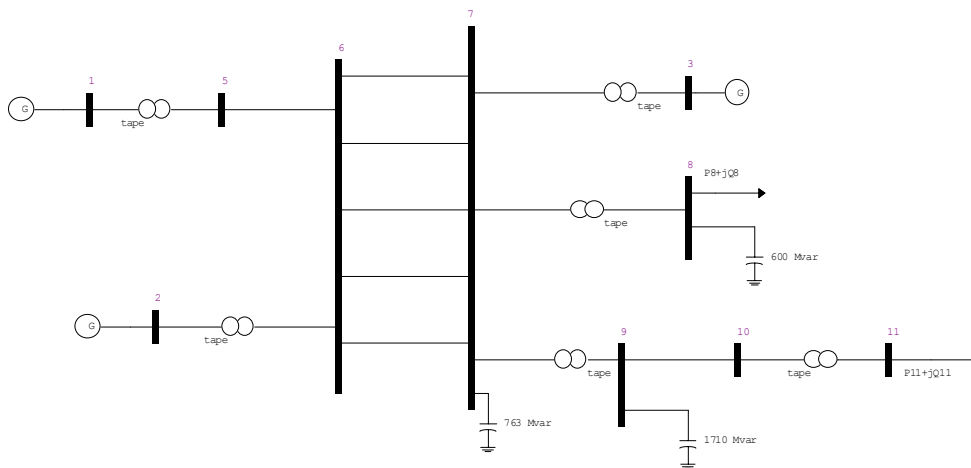 7
6
1
5
3
G
tape
G
tape
8
P8+jQ8
tape
600 Mvar
2
G
tape
9
10
11
tape
tape
P11+jQ11
763 Mvar
1710 Mvar